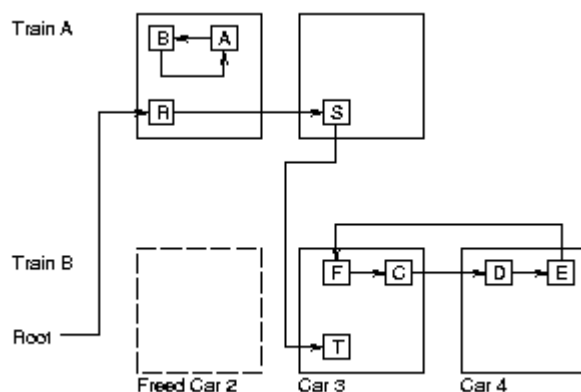 Train A
B A
R S
Train B
F C D E
Root
T
Freed Car 2 Car 3 Car 4